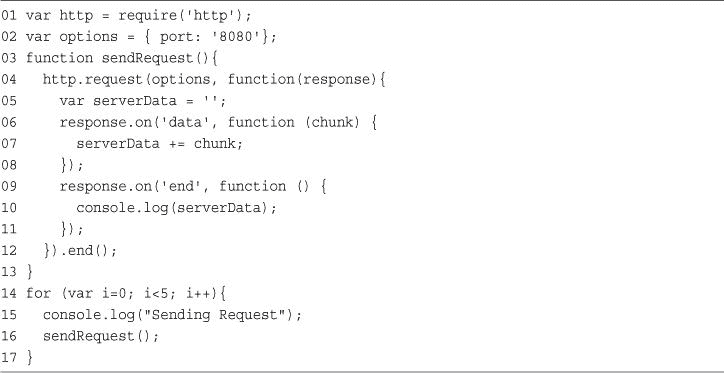 01 var http = require('http');
02 var options = { port: '8080'};
03 function sendRequest(){
04   http.request(options, function(response){
05     var serverData = '';
06     response.on('data', function (chunk) {
07       serverData += chunk;
08     });
09     response.on('end', function () {
10       console.log(serverData);
11     });
12   }).end();
13 }
14 for (var i=0; i<5; i++){
15   console.log("Sending Request");
16   sendRequest();
17 }